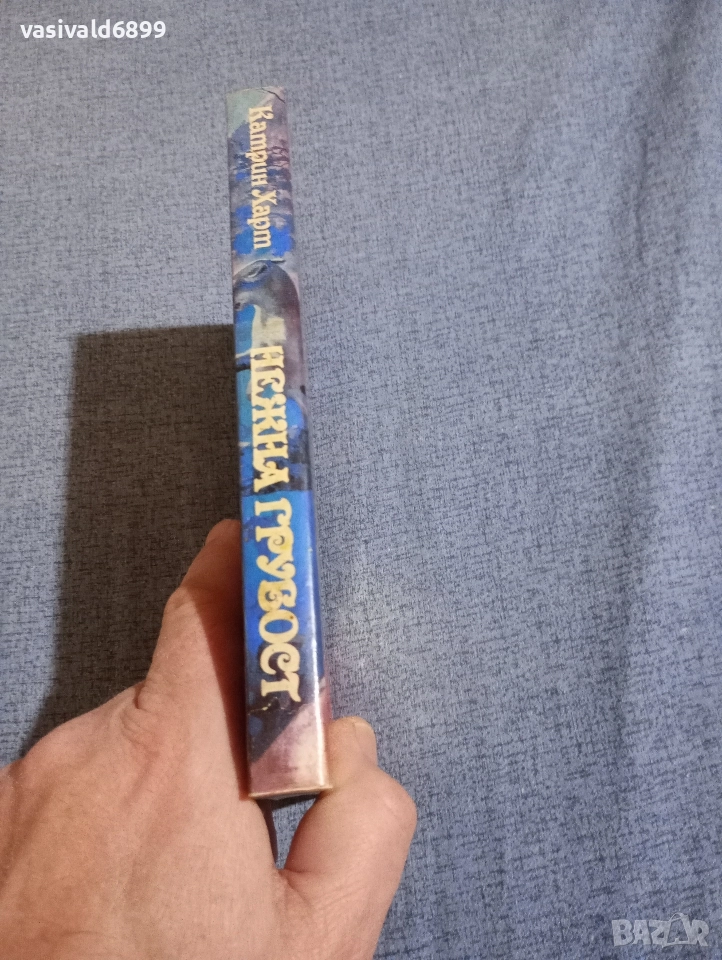 vasivald6899
Катрин Харт
НЕЖНА ГРУБОСТ
BAZAR